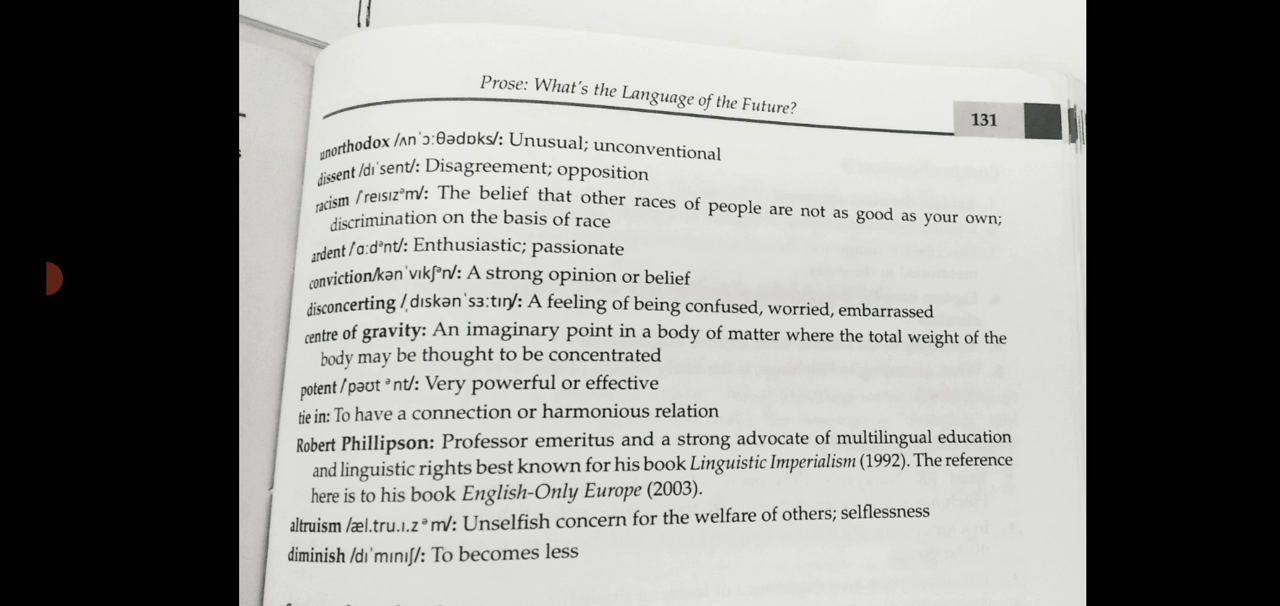 Prose: What's the Language of the Future?
131
unorthodox /ʌnˈɔːθədɒks/: Unusual; unconventional
dissent /dɪˈsent/: Disagreement; opposition
racism /ˈreɪsɪzᵊm/: The belief that other races of people are not as good as your own;
discrimination on the basis of race
ardent /ɑːdᵊnt/: Enthusiastic; passionate
conviction/kənˈvɪkʃᵊn/: A strong opinion or belief
disconcerting /ˌdɪskənˈsɜːtɪŋ/: A feeling of being confused, worried, embarrassed
centre of gravity: An imaginary point in a body of matter where the total weight of the
body may be thought to be concentrated
potent /pəʊt ᵊnt/: Very powerful or effective
tie in: To have a connection or harmonious relation
Robert Phillipson: Professor emeritus and a strong advocate of multilingual education
and linguistic rights best known for his book Linguistic Imperialism (1992). The reference
here is to his book English-Only Europe (2003).
altruism /æl.tru.ɪ.z ᵊm/: Unselfish concern for the welfare of others; selflessness
diminish /dɪˈmɪnɪʃ/: To becomes less